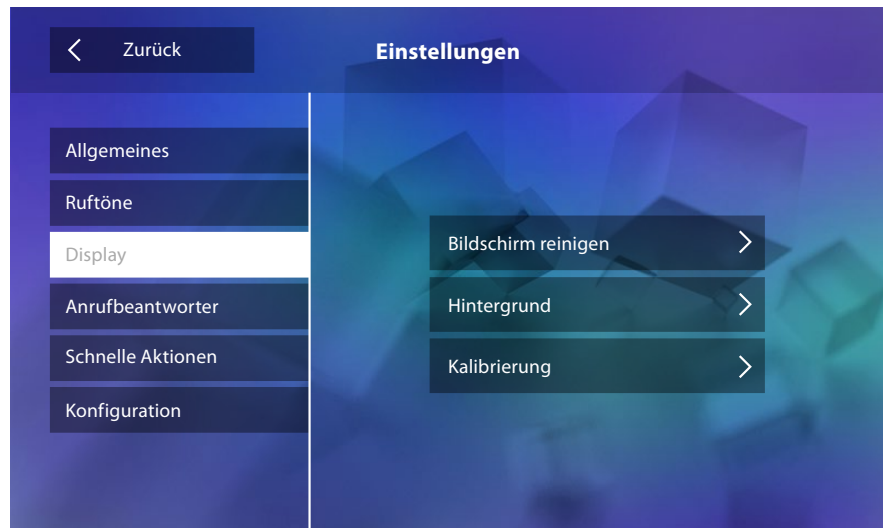 Zurück
Einstellungen
Allgemeines
Ruftöne
Display
Anrufbeantworter
Schnelle Aktionen
Konfiguration
Bildschirm reinigen
Hintergrund
Kalibrierung